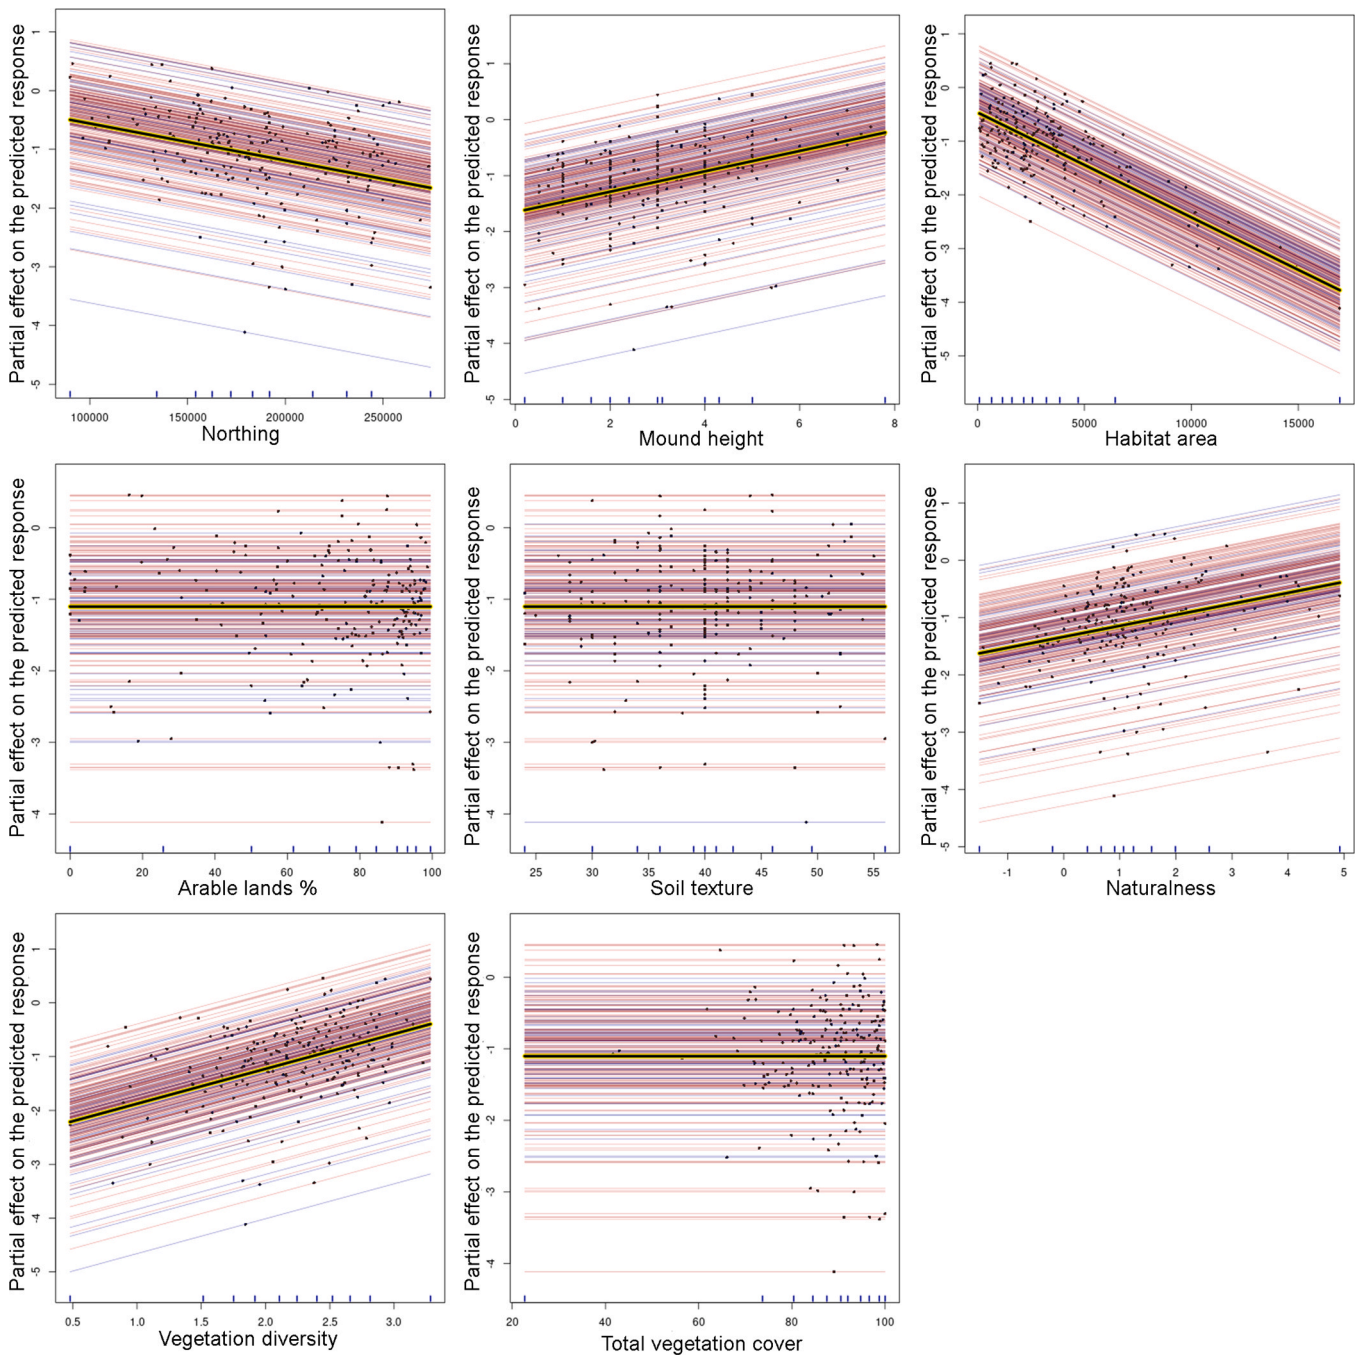 Partial effect on the predicted response
1
0
-1
-2
-3
-4
-5
100000 150000 200000 250000
Northing
Partial effect on the predicted response
1
0
-1
-2
-3
-4
-5
0 2 4 6 8
Mound height
Partial effect on the predicted response
1
0
-1
-2
-3
-4
-5
0 5000 10000 15000
Habitat area
Partial effect on the predicted response
0
-1
-2
-3
-4
0 20 40 60 80 100
Arable lands %
Partial effect on the predicted response
0
-1
-2
-3
-4
25 30 35 40 45 50 55
Soil texture
Partial effect on the predicted response
1
0
-1
-2
-3
-4
-5
-1 0 1 2 3 4 5
Naturalness
Partial effect on the predicted response
1
0
-1
-2
-3
-4
-5
0.5 1.0 1.5 2.0 2.5 3.0
Vegetation diversity
Partial effect on the predicted response
0
-1
-2
-3
-4
20 40 60 80 100
Total vegetation cover